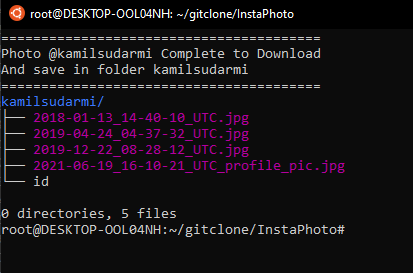 root@DESKTOP-OOL04NH: ~/gitclone/InstaPhoto
========================================
Photo @kamilsudarmi Complete to Download
And save in folder kamilsudarmi
========================================
kamilsudarmi/
├── 2018-01-13_14-40-10_UTC.jpg
├── 2019-04-24_04-37-32_UTC.jpg
├── 2019-12-22_08-28-12_UTC.jpg
├── 2021-06-19_16-10-21_UTC_profile_pic.jpg
└── id
0 directories, 5 files
root@DESKTOP-OOL04NH:~/gitclone/InstaPhoto#